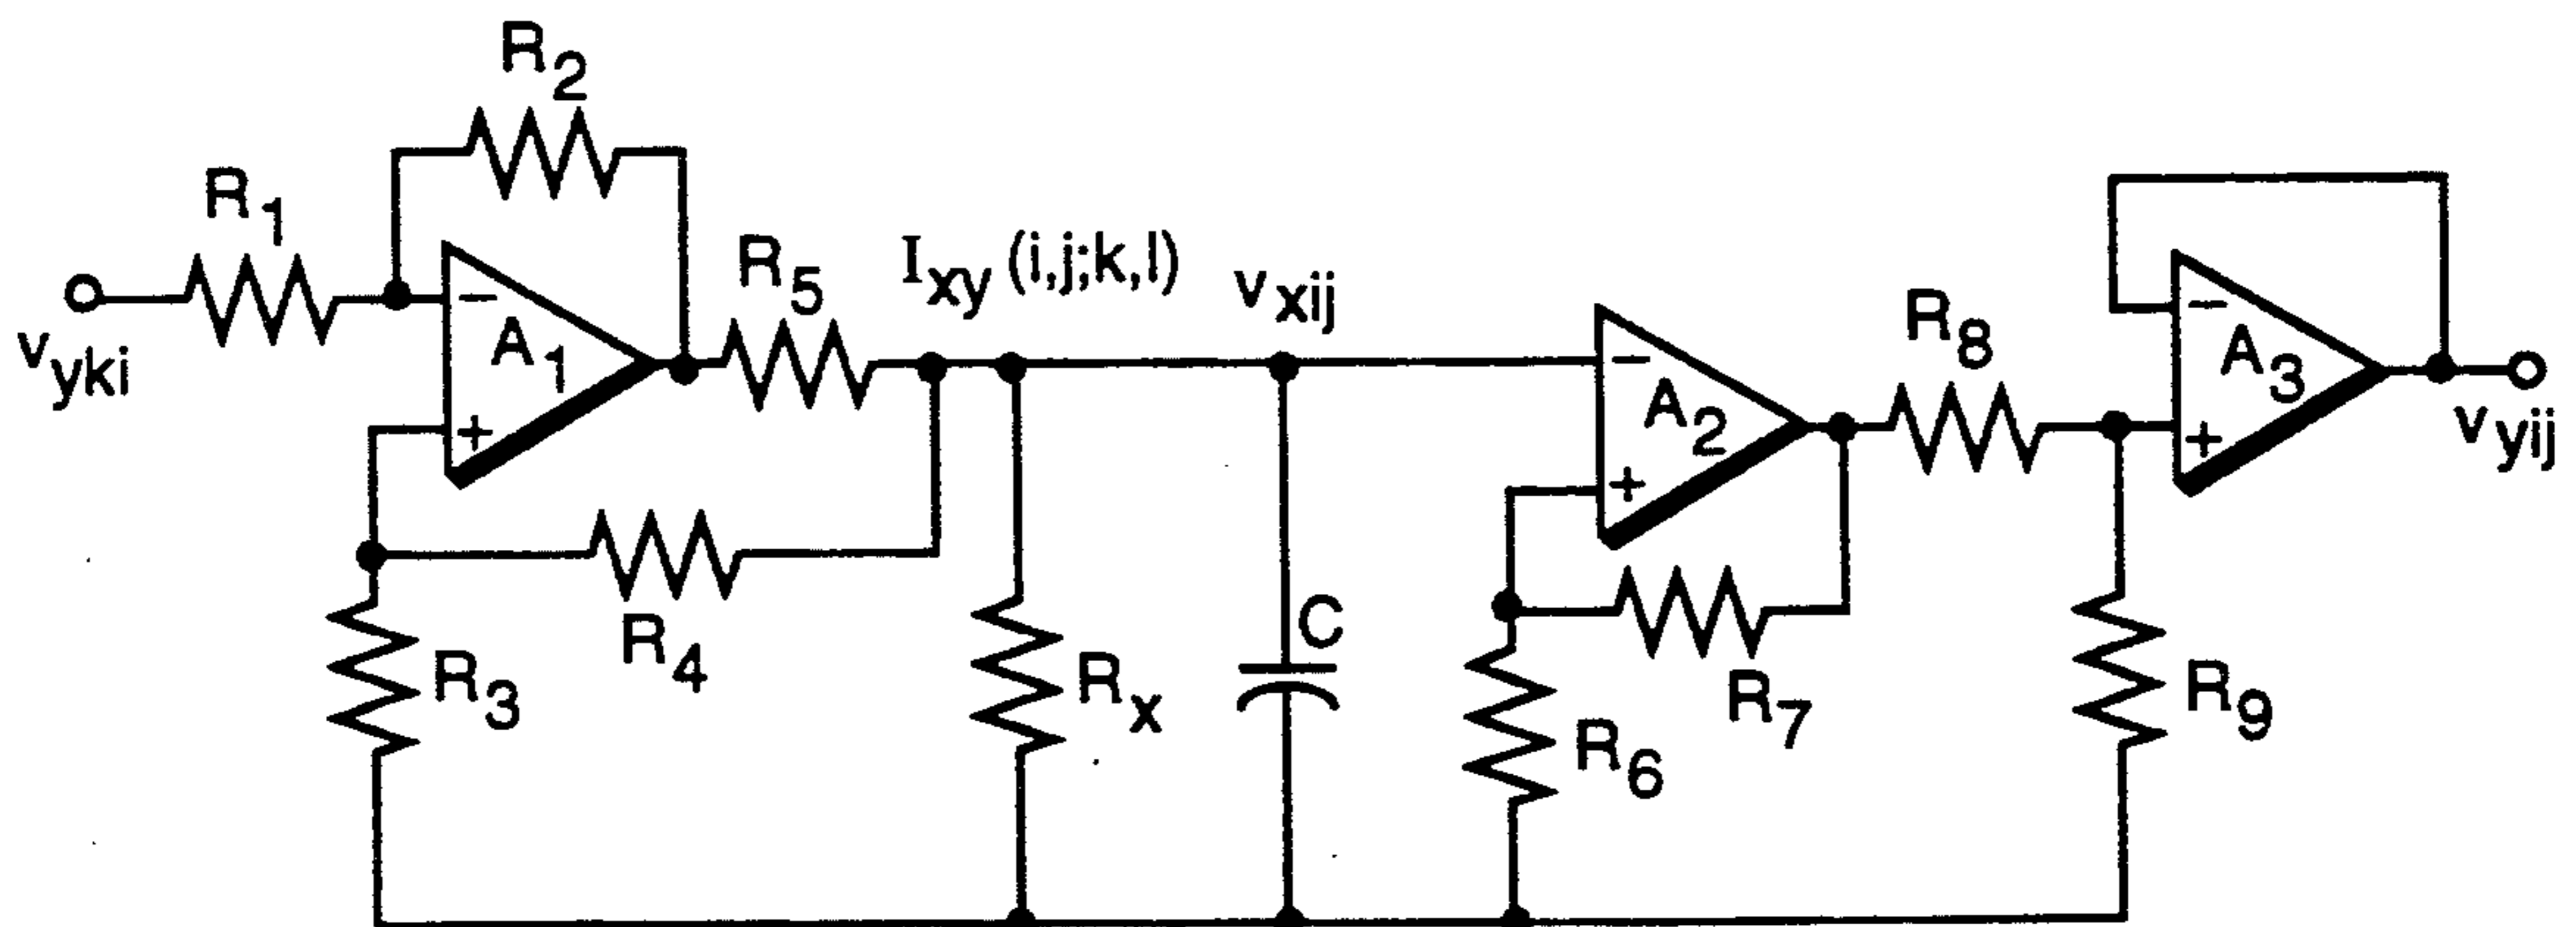 R2
R1
−
A1
+
vyki
R5
Ixy (i,j;k,l)
vxij
R4
R3
Rx
C
−
A2
+
R7
R6
R8
−
A3
+
vyij
R9